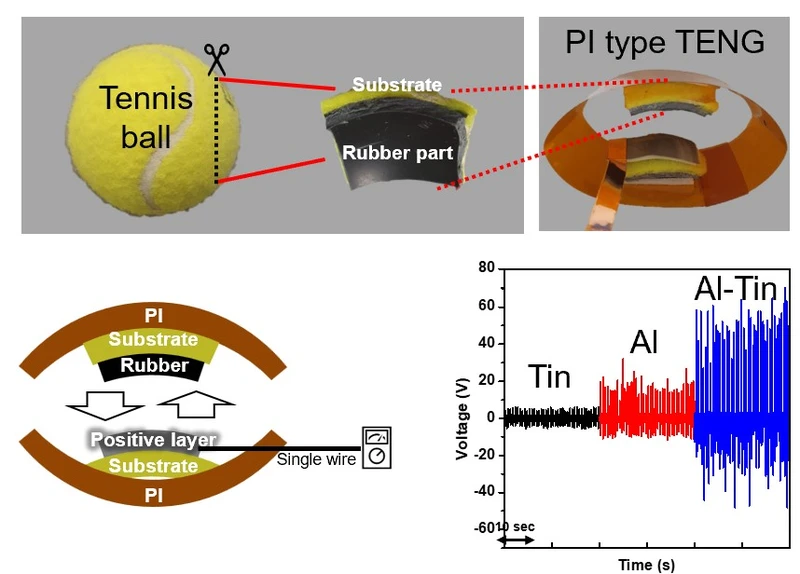 Tennis
ball
Substrate
Rubber part
PI type TENG
PI
Substrate
Rubber
Positive layer
Substrate
PI
Single wire
80
60
40
20
0
-20
-40
-60
10 sec
Voltage (V)
Time (s)
Tin
Al
Al-Tin